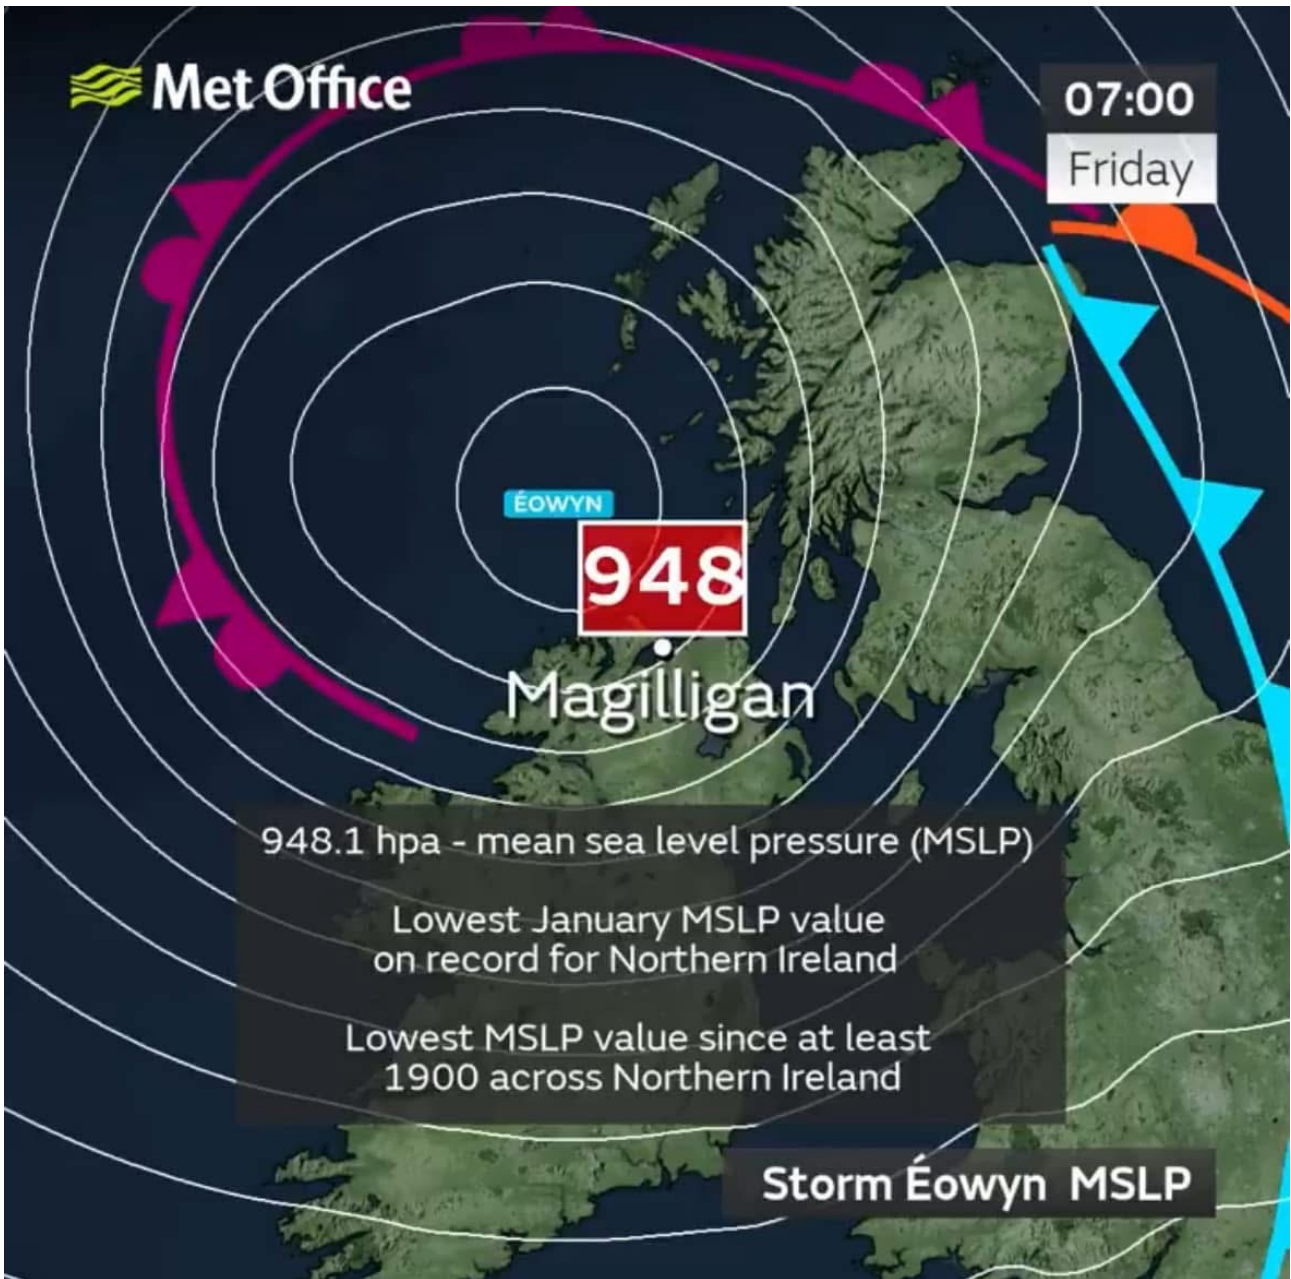 Met Office
07:00
Friday
ÉOWYN
948
Magilligan
948.1 hpa - mean sea level pressure (MSLP)
Lowest January MSLP value
on record for Northern Ireland
Lowest MSLP value since at least
1900 across Northern Ireland
Storm Éowyn MSLP